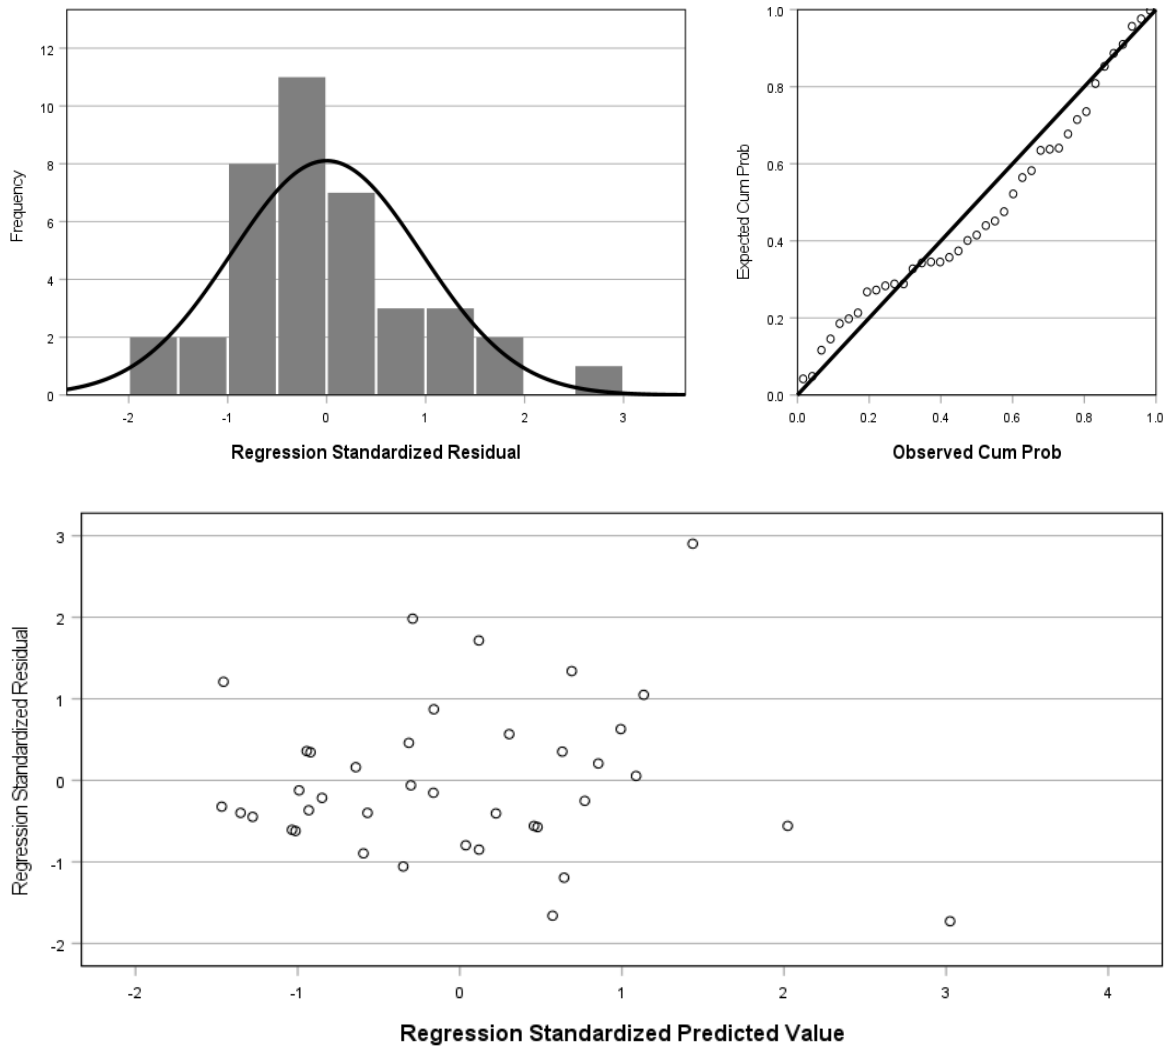 12
10
8
6
4
2
0
Frequency
-2 -1 0 1 2 3
Regression Standardized Residual
1.0
0.8
0.6
0.4
0.2
0.0
Expected Cum Prob
0.0 0.2 0.4 0.6 0.8 1.0
Observed Cum Prob
3
2
1
0
-1
-2
Regression Standardized Residual
-2 -1 0 1 2 3 4
Regression Standardized Predicted Value